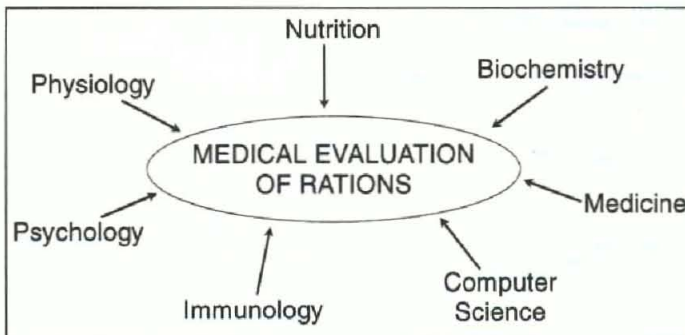 Nutrition
Physiology
Biochemistry
MEDICAL EVALUATION
OF RATIONS
Psychology
Medicine
Immunology
Computer
Science